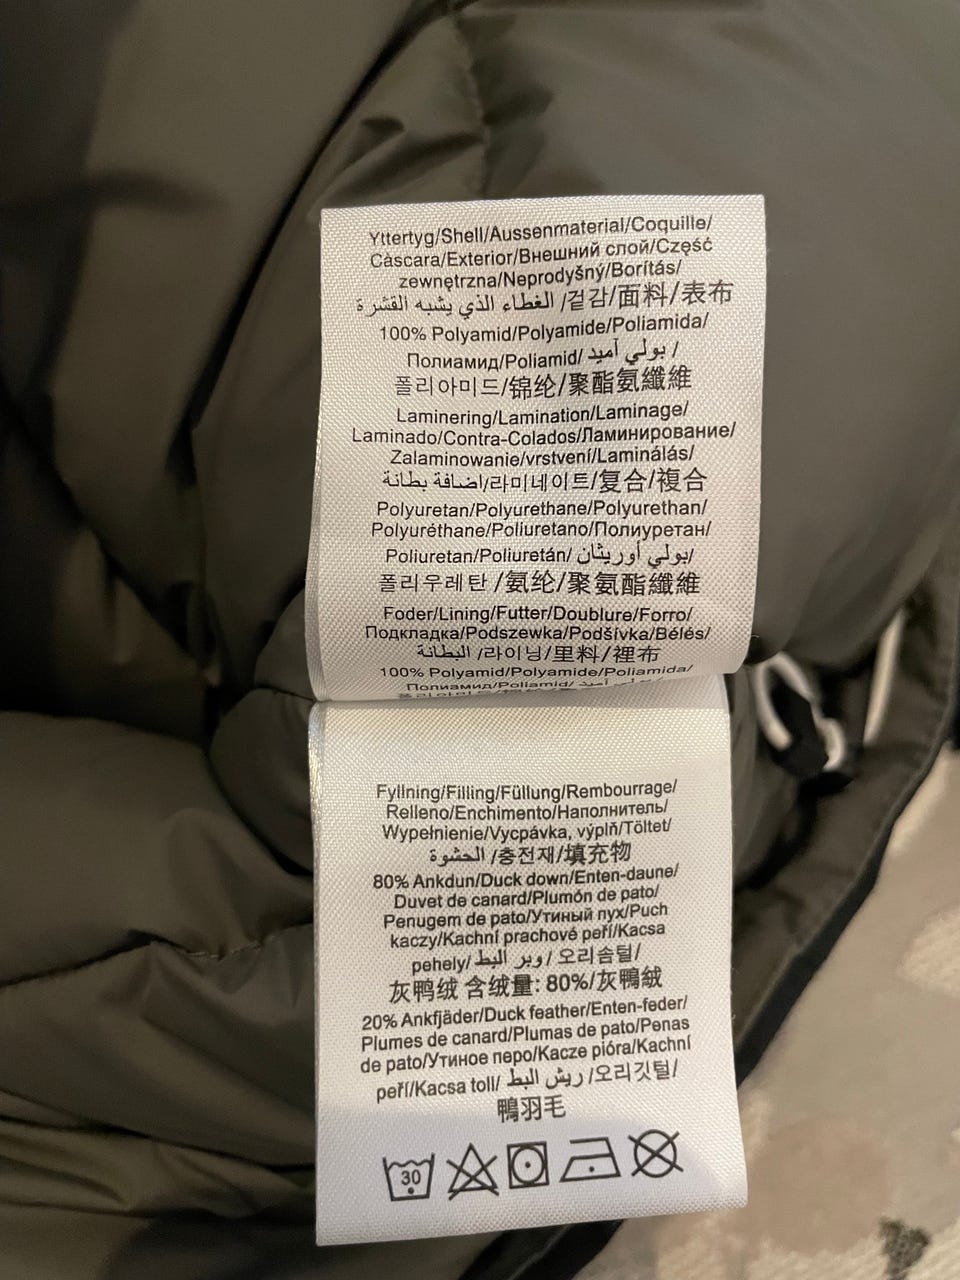 Yttertyg/Shell/Aussenmaterial/Coquille/
Càscara/Exterior/Внешний слой/Część
zewnętrzna/Neprodyšný/Borítás/
الغطاء الذي يشبه القشرة /겉감/面料/表布
100% Polyamid/Polyamide/Poliamida/
Полиамид/Poliamid/ بولي آميد /
폴리아미드/锦纶/聚酯氨纖維
Laminering/Lamination/Laminage/
Laminado/Contra-Colados/Ламинирование/
Zalaminowanie/vrstvení/Laminálás/
اضافة بطانة/라미네이트/复合/複合
Polyuretan/Polyurethane/Polyurethan/
Polyuréthane/Poliuretano/Полиуретан/
Poliuretan/Poliuretán/ بولي أوريثان/
폴리우레탄 /氨纶/聚氨酯纖維
Foder/Lining/Futter/Doublure/Forro/
Подкладка/Podszewka/Podšívka/Bélés/
البطانة /라이닝/里料/裡布
100% Polyamid/Polyamide/Poliamida/
Полиамид/Poliamid/ بولي آميد /
Fyllning/Filling/Füllung/Rembourrage/
Relleno/Enchimento/Наполнитель/
Wypełnienie/Vycpávka, výplň/Töltet/
الحشوة /충전재/填充物
80% Ankdun/Duck down/Enten-daune/
Duvet de canard/Plumón de pato/
Penugem de pato/Утиный пух/Puch
kaczy/Kachní prachové peří/Kacsa
pehely/ وبر البط / 오리솜털/
灰鸭绒 含绒量: 80%/灰鴨絨
20% Ankfjäder/Duck feather/Enten-feder/
Plumes de canard/Plumas de pato/Penas
de pato/Утиное перо/Kacze pióra/Kachní
peří/Kacsa toll/ ريش البط /오리깃털/
鴨羽毛
30